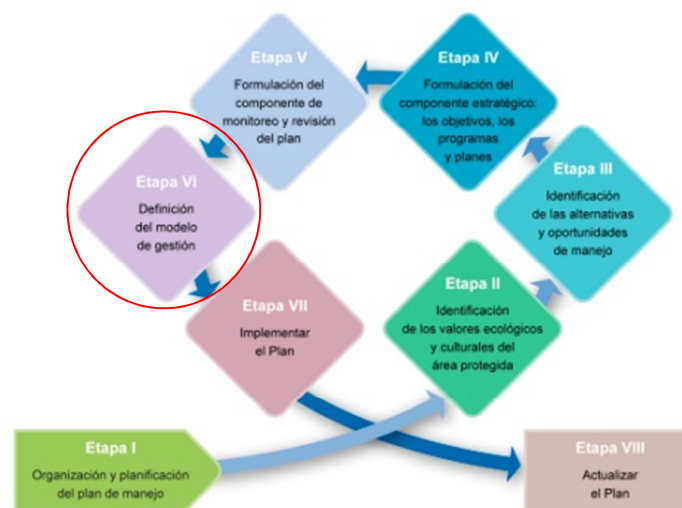 Etapa I
Organización y planificación
del plan de manejo
Etapa II
Identificación
de los valores ecológicos
y culturales del
área protegida
Etapa III
Identificación
de las alternativas
y oportunidades
de manejo
Etapa IV
Formulación del
componente estratégico:
los objetivos, los
programas
y planes
Etapa V
Formulación del
componente de
monitoreo y revisión
del plan
Etapa VI
Definición
del modelo
de gestión
Etapa VII
Implementar
el Plan
Etapa VIII
Actualizar
el Plan